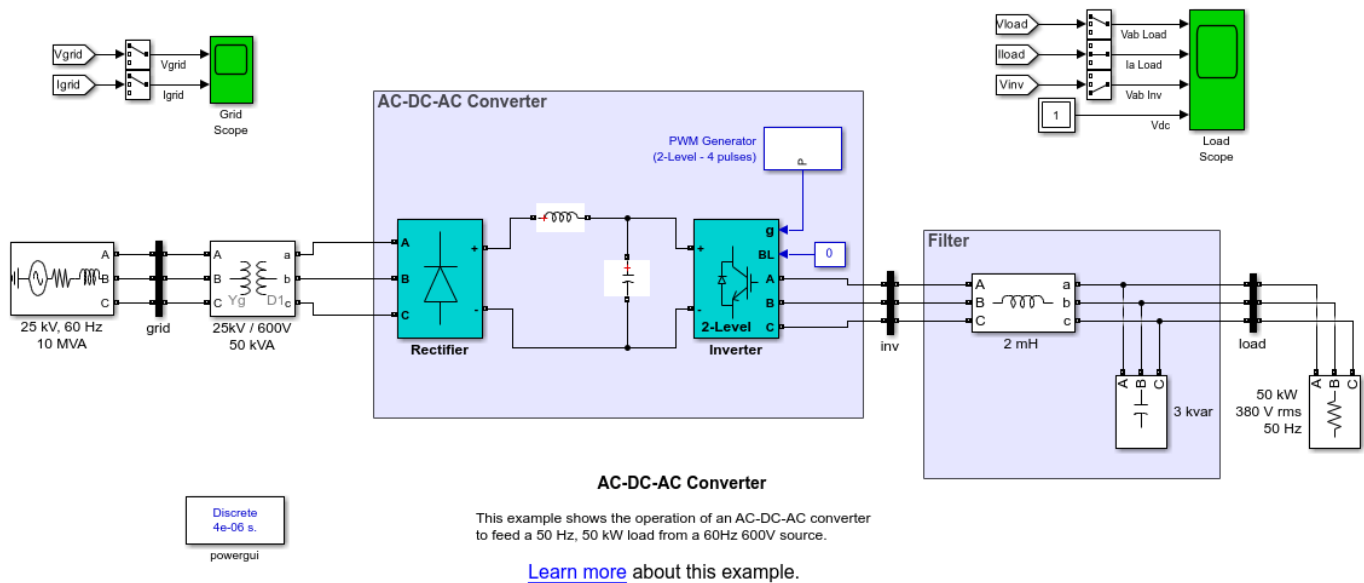 Vgrid
Vgrid
Igrid
Igrid
Grid
Scope
Vload
Vab Load
Iload
Ia Load
Vinv
Vab Inv
1
Vdc
Load
Scope
AC-DC-AC Converter
PWM Generator
(2-Level - 4 pulses)
P
A
B
C
25 kV, 60 Hz
10 MVA
grid
A
B
C
Yg
D1
a
b
c
25kV / 600V
50 kVA
A
B
C
+
-
Rectifier
+
+
+
-
g
BL
A
B
C
2-Level
Inverter
0
inv
Filter
A
B
C
a
b
c
2 mH
A
B
C
3 kvar
load
A
B
C
50 kW
380 V rms
50 Hz
Discrete
4e-06 s.
powergui
AC-DC-AC Converter
This example shows the operation of an AC-DC-AC converter
to feed a 50 Hz, 50 kW load from a 60Hz 600V source.
Learn more about this example.